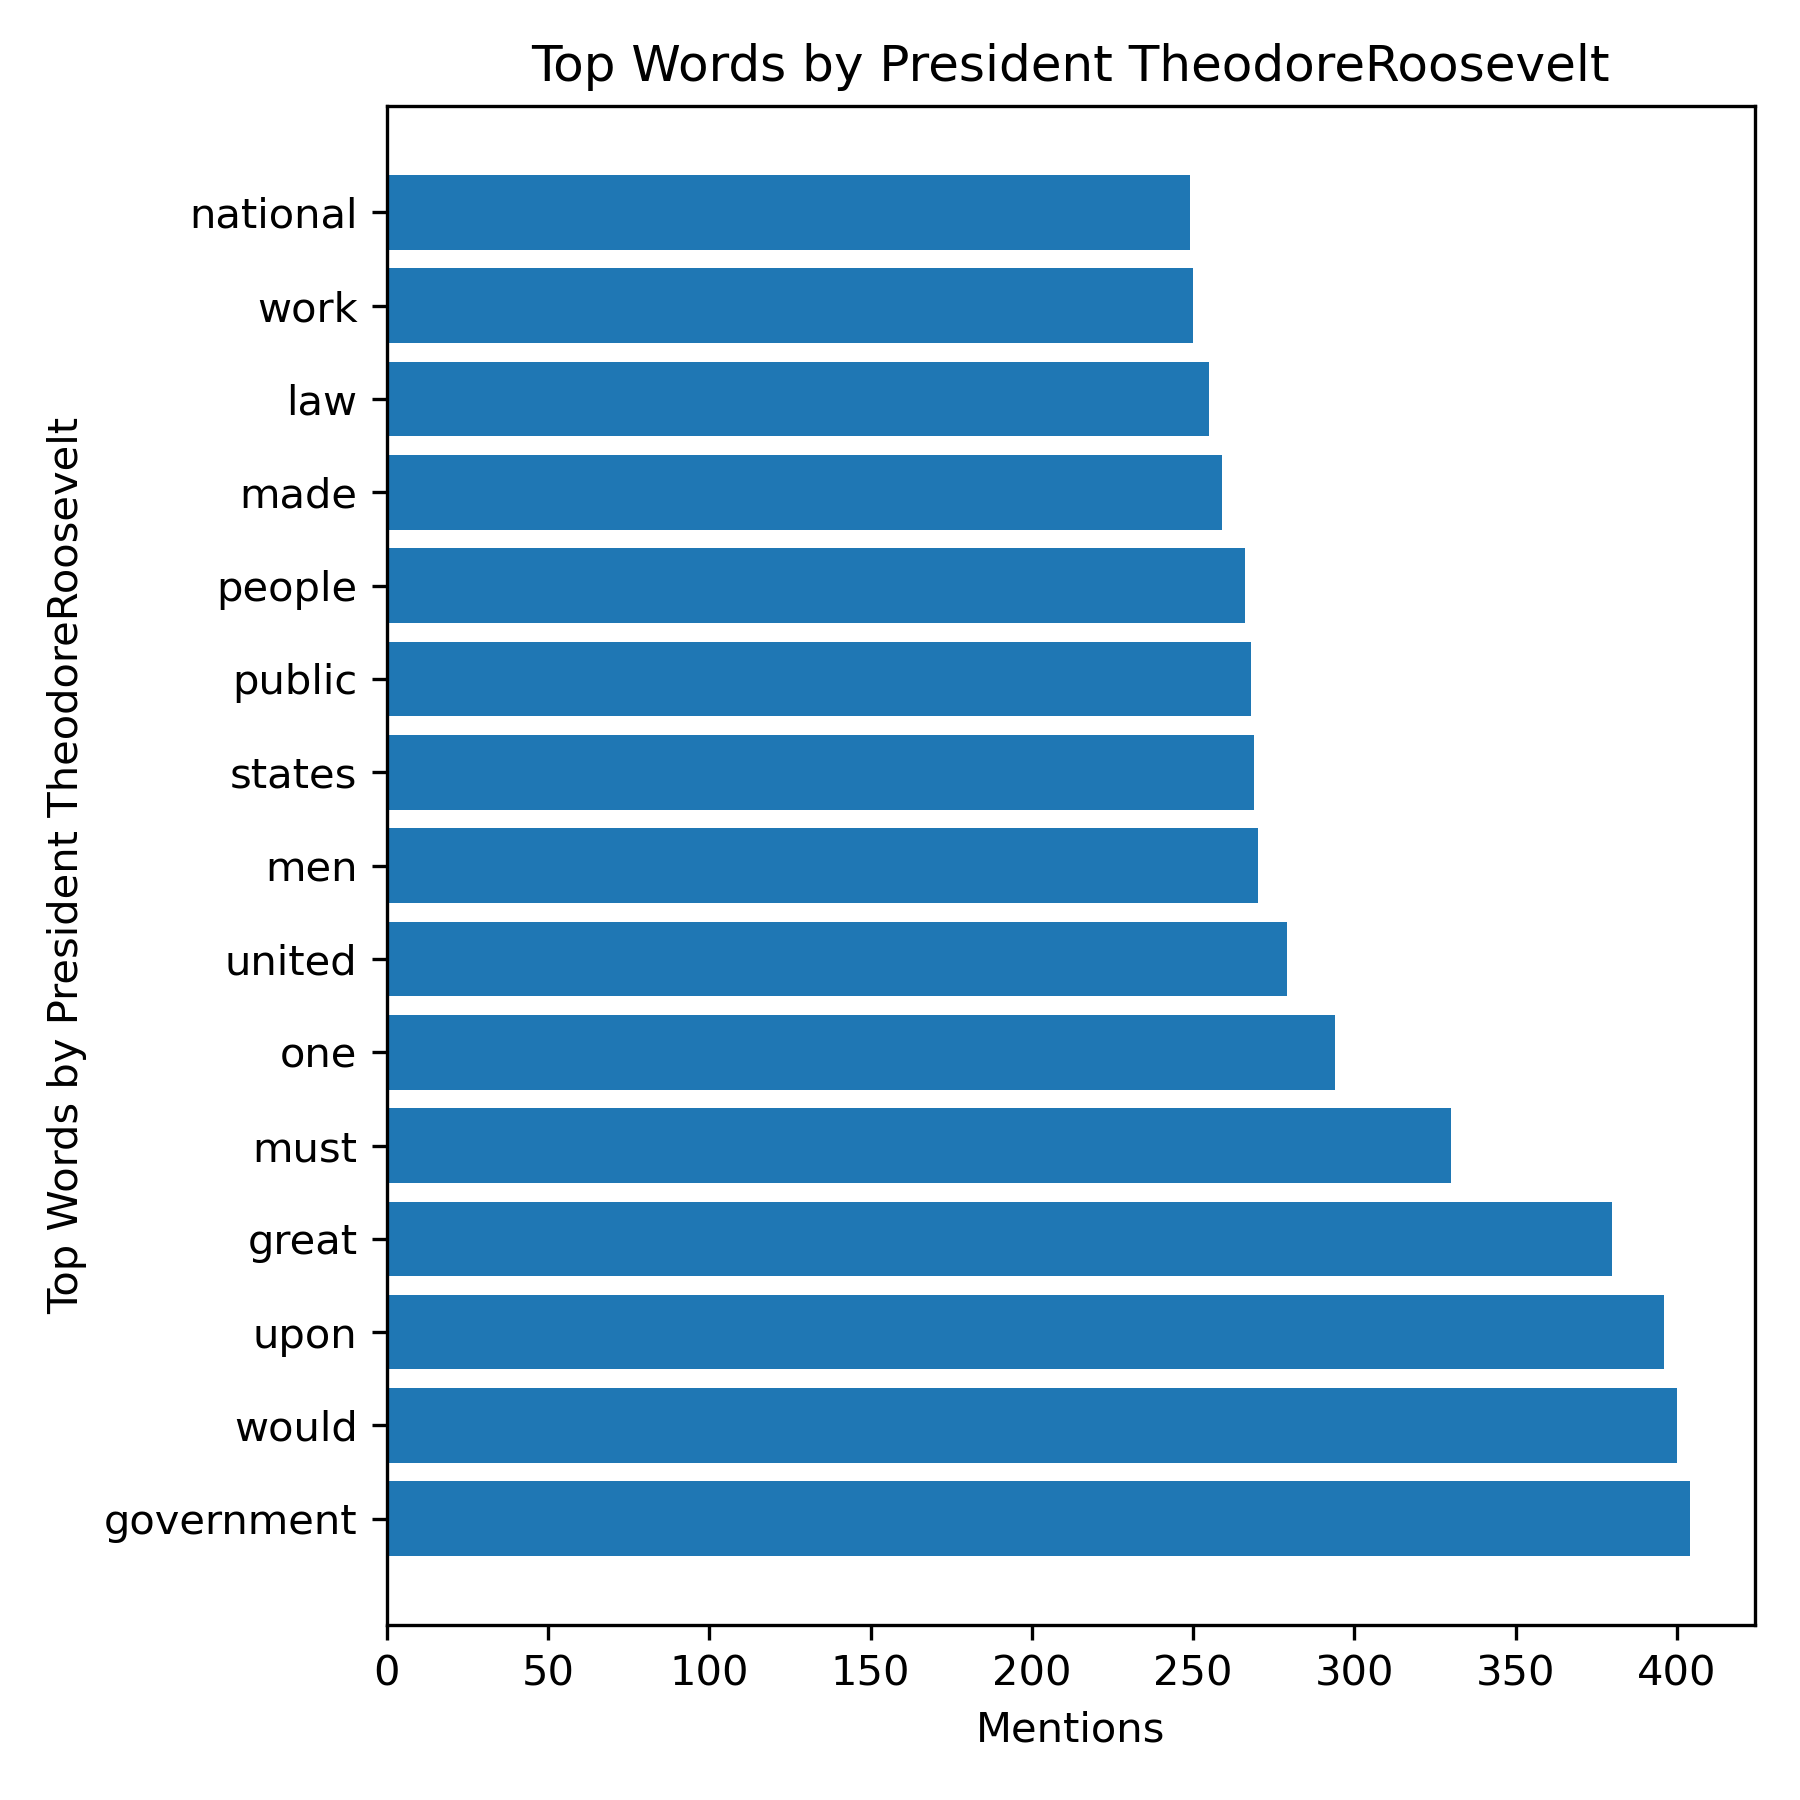 Top Words by President TheodoreRoosevelt
Top Words by President TheodoreRoosevelt
national
work
law
made
people
public
states
men
united
one
must
great
upon
would
government
0 50 100 150 200 250 300 350 400
Mentions